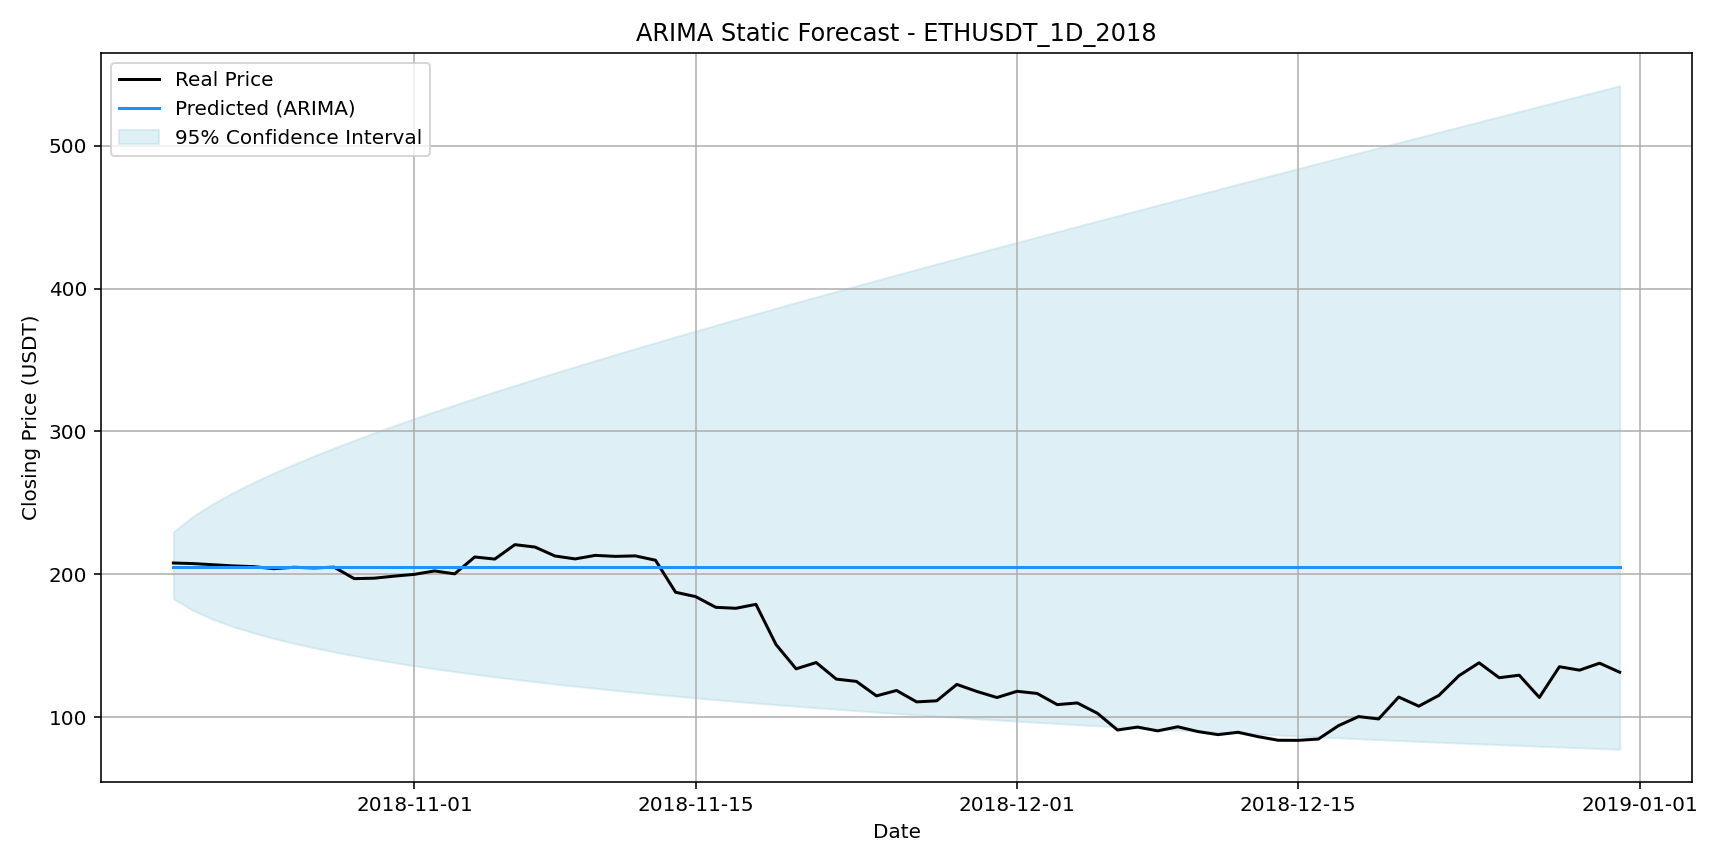 ARIMA Static Forecast - ETHUSDT_1D_2018
Real Price
Predicted (ARIMA)
95% Confidence Interval
500
400
300
200
100
Closing Price (USDT)
2018-11-01
2018-11-15
2018-12-01
2018-12-15
2019-01-01
Date